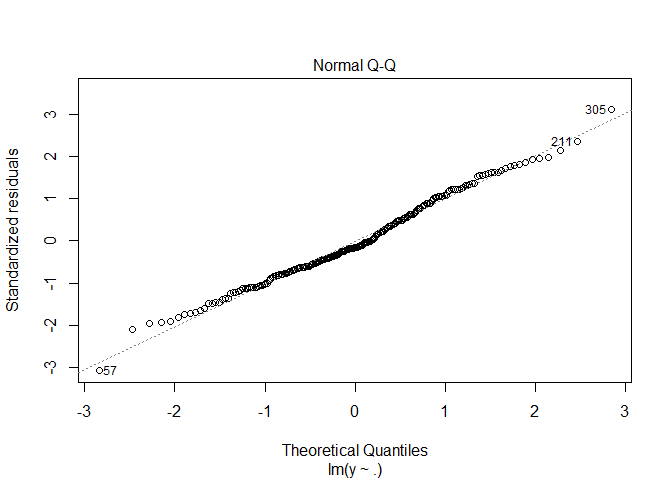 Normal Q-Q
Standardized residuals
3
2
1
0
-1
-2
-3
305
211
57
-3 -2 -1 0 1 2 3
Theoretical Quantiles
lm(y ~ .)